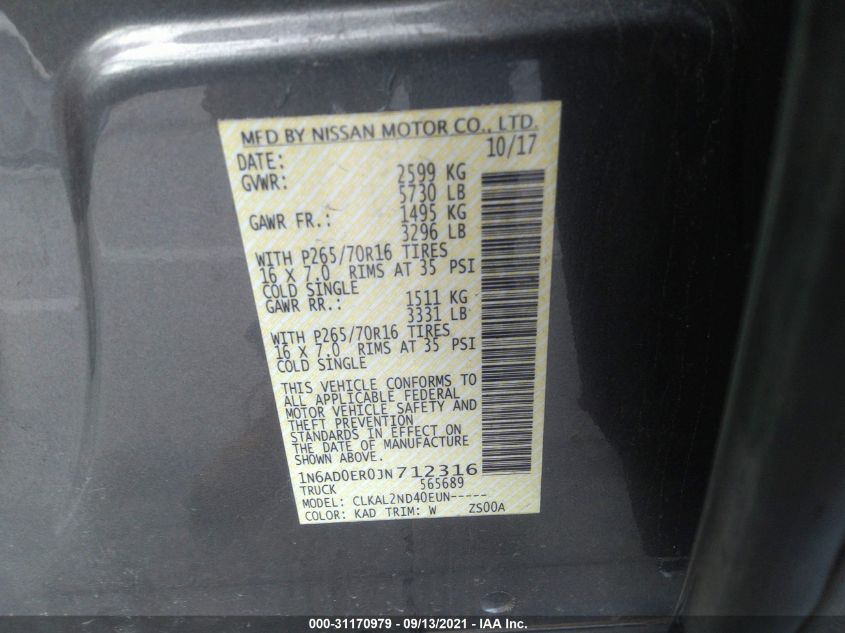 MFD BY NISSAN MOTOR CO., LTD.
DATE: 10/17
GVWR: 2599 KG
5730 LB
GAWR FR.: 1495 KG
3296 LB
WITH P265/70R16 TIRES
16 X 7.0 RIMS AT 35 PSI
COLD SINGLE
GAWR RR.: 1511 KG
3331 LB
WITH P265/70R16 TIRES
16 X 7.0 RIMS AT 35 PSI
COLD SINGLE
THIS VEHICLE CONFORMS TO
ALL APPLICABLE FEDERAL
MOTOR VEHICLE SAFETY AND
THEFT PREVENTION
STANDARDS IN EFFECT ON
THE DATE OF MANUFACTURE
SHOWN ABOVE.
1N6AD0ER0JN712316
TRUCK 565689
MODEL: CLKAL2ND40EUN-----
COLOR: KAD TRIM: W ZS00A
000-31170979 - 09/13/2021 - IAA Inc.